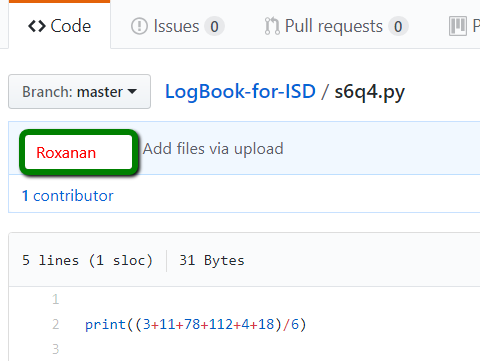 <> Code Issues 0 Pull requests 0
Branch: master LogBook-for-ISD / s6q4.py
Roxanan Add files via upload
1 contributor
5 lines (1 sloc) 31 Bytes
1
2 print((3+11+78+112+4+18)/6)
3